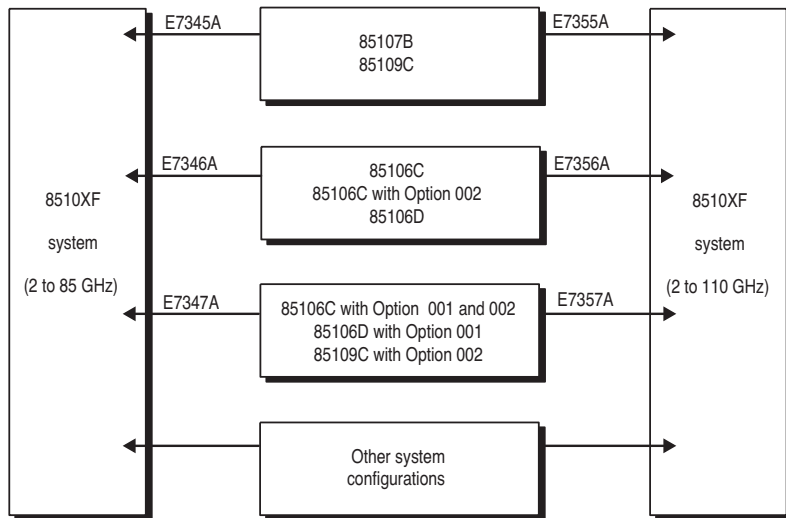 E7345A
85107B
85109C
E7355A
E7346A
85106C
85106C with Option 002
85106D
E7356A
8510XF
system
(2 to 85 GHz)
8510XF
system
(2 to 110 GHz)
E7347A
85106C with Option 001 and 002
85106D with Option 001
85109C with Option 002
E7357A
Other system
configurations